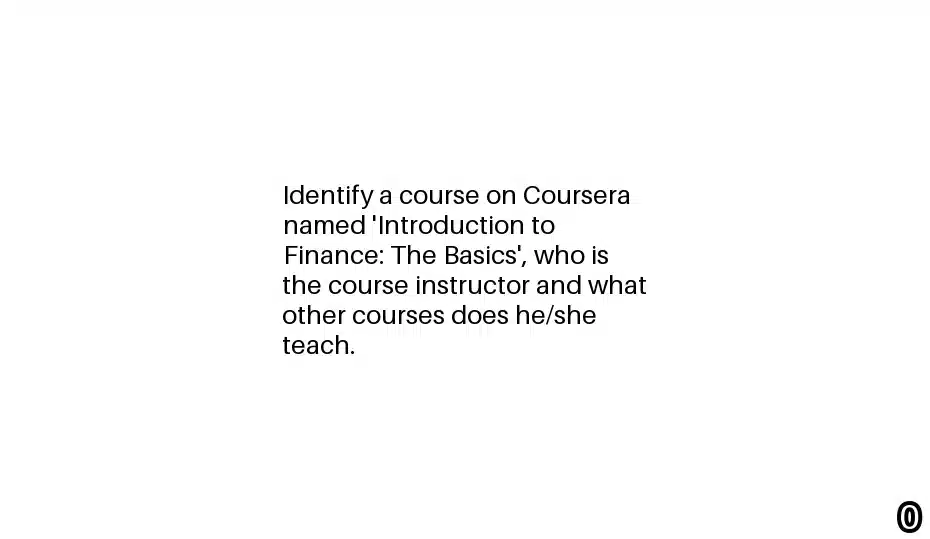 Identify a course on Coursera
named 'Introduction to
Finance: The Basics', who is
the course instructor and what
other courses does he/she
teach.
0